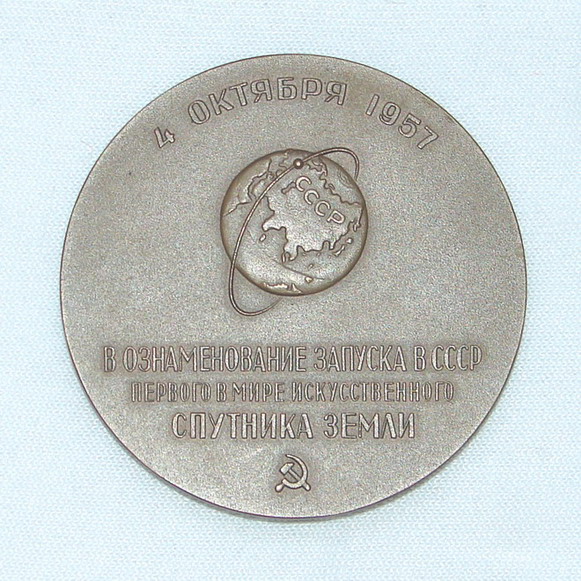 4 ОКТЯБРЯ 1957
СССР
В ОЗНАМЕНОВАНИЕ ЗАПУСКА В СССР
ПЕРВОГО В МИРЕ ИСКУССТВЕННОГО
СПУТНИКА ЗЕМЛИ